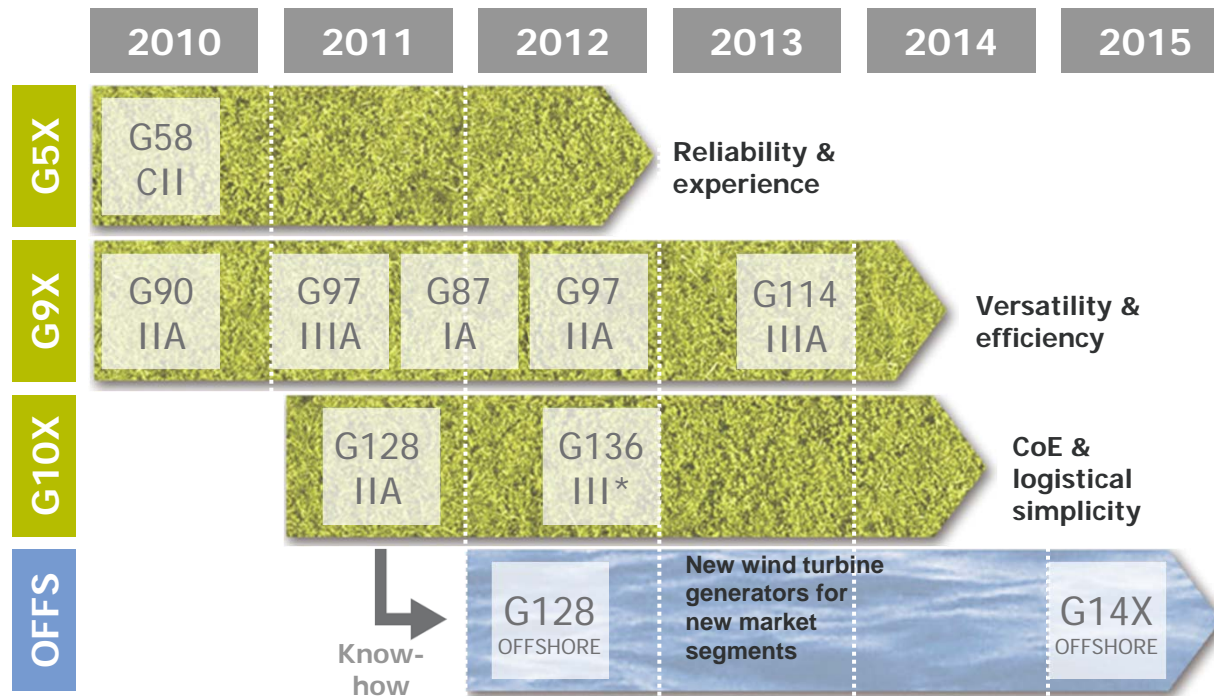 2010 2011 2012 2013 2014 2015
G5X
G58
CII
Reliability &
experience
G9X
G90
IIA
G97
IIIA
G87
IA
G97
IIA
G114
IIIA
Versatility &
efficiency
G10X
G128
IIA
G136
III*
CoE &
logistical
simplicity
OFFS
Know-
how
G128
OFFSHORE
New wind turbine
generators for
new market
segments
G14X
OFFSHORE